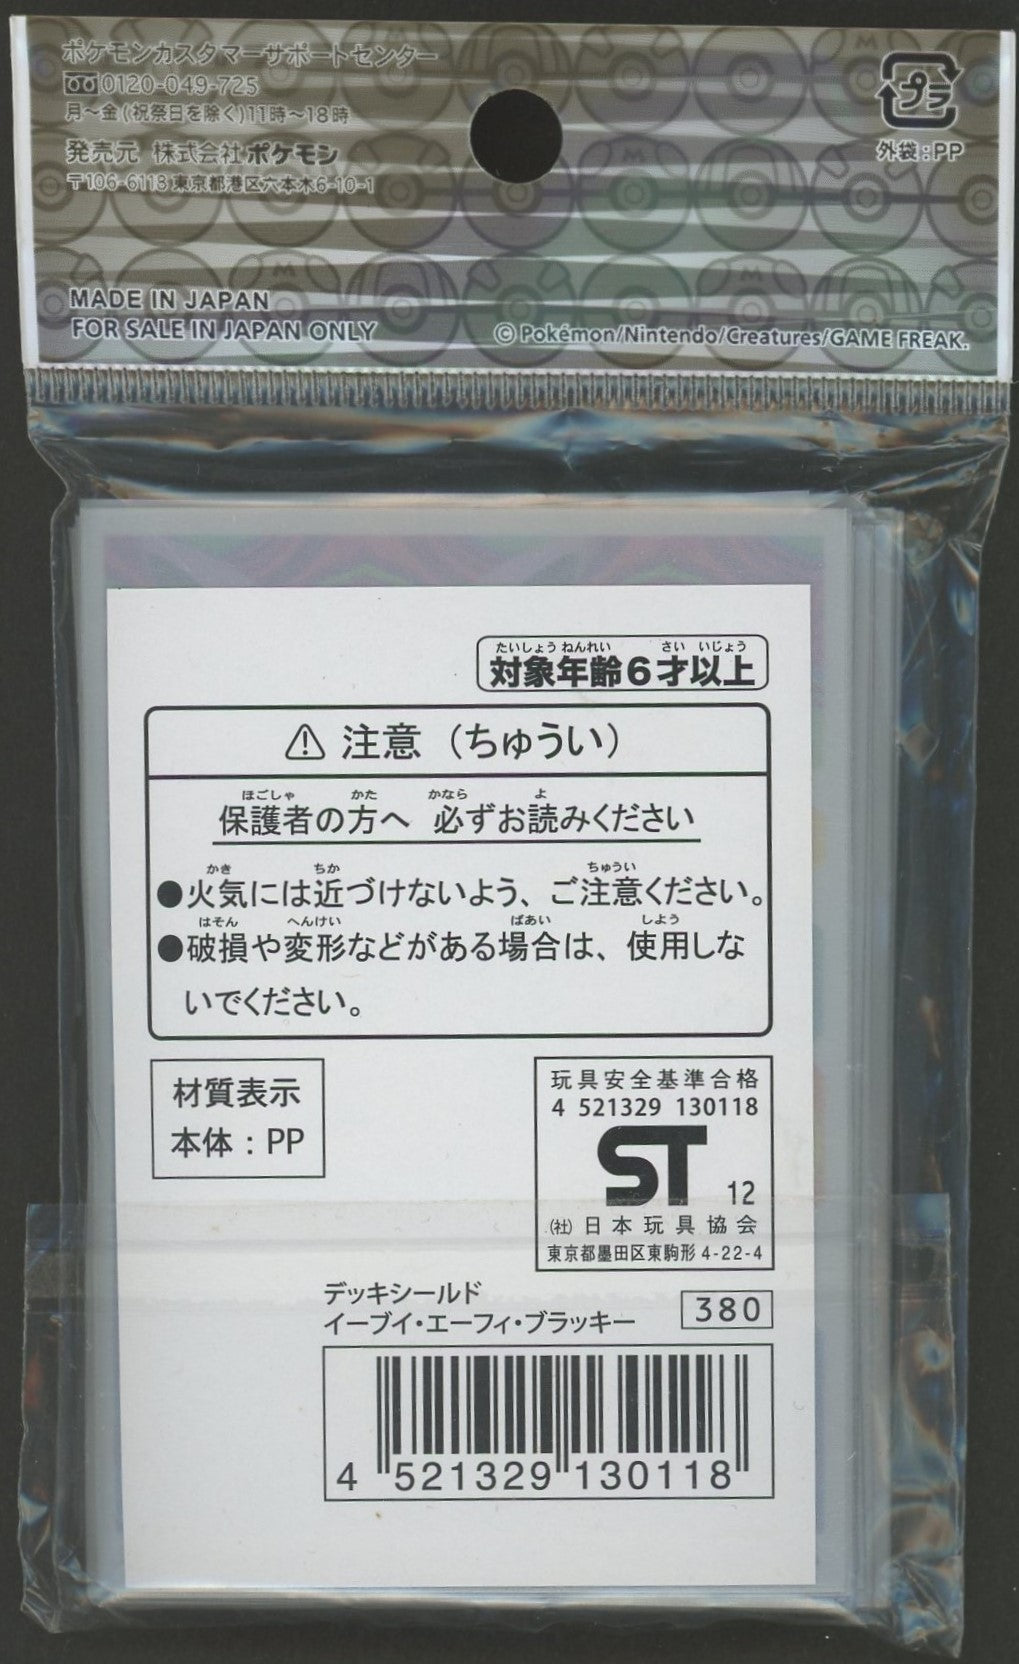 ポケモンカスタマーサポートセンター
0120-049-725
月～金(祝祭日を除く)11時～18時
発売元 株式会社ポケモン
〒106-6118 東京都港区六本木6-10-1
プラ
外袋:PP
MADE IN JAPAN
FOR SALE IN JAPAN ONLY
© Pokémon/Nintendo/Creatures/GAME FREAK.
たいしょう ねんれい さい いじょう
対象年齢6才以上
注意（ちゅうい）
ほごしゃ かた かなら よ
保護者の方へ 必ずお読みください
かき ちか ちゅうい
●火気には近づけないよう、ご注意ください。
はそん へんけい ばあい しよう
●破損や変形などがある場合は、使用しな
いでください。
材質表示
本体：PP
玩具安全基準合格
4 521329 130118
ST 12
(社) 日本玩具協会
東京都墨田区東駒形 4-22-4
デッキシールド
イーブイ・エーフィ・ブラッキー
380
4 521329 130118